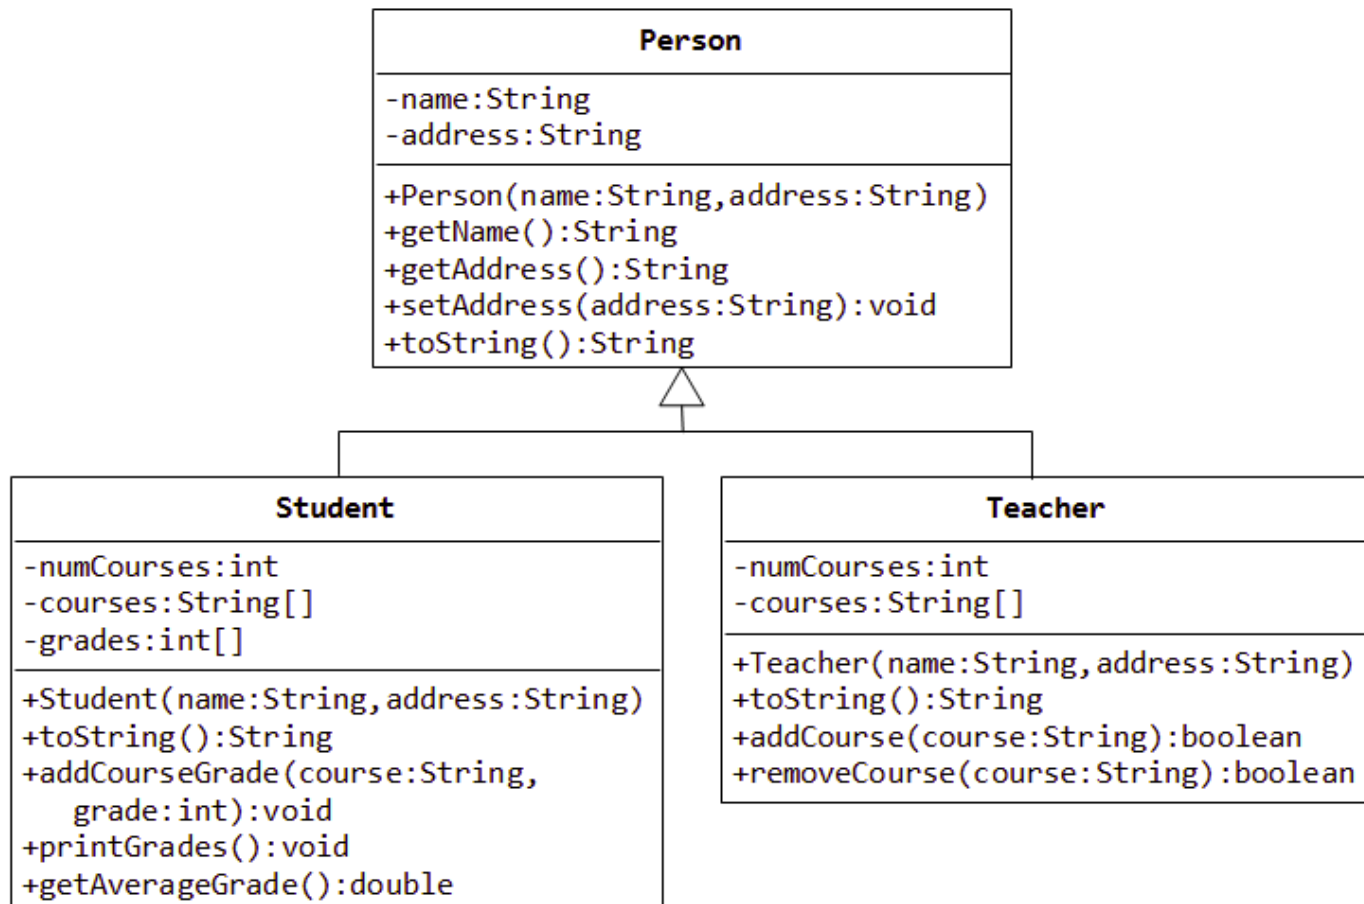 Person
-name:String
-address:String
+Person(name:String,address:String)
+getName():String
+getAddress():String
+setAddress(address:String):void
+toString():String
Student
-numCourses:int
-courses:String[]
-grades:int[]
+Student(name:String,address:String)
+toString():String
+addCourseGrade(course:String,
grade:int):void
+printGrades():void
+getAverageGrade():double
Teacher
-numCourses:int
-courses:String[]
+Teacher(name:String,address:String)
+toString():String
+addCourse(course:String):boolean
+removeCourse(course:String):boolean